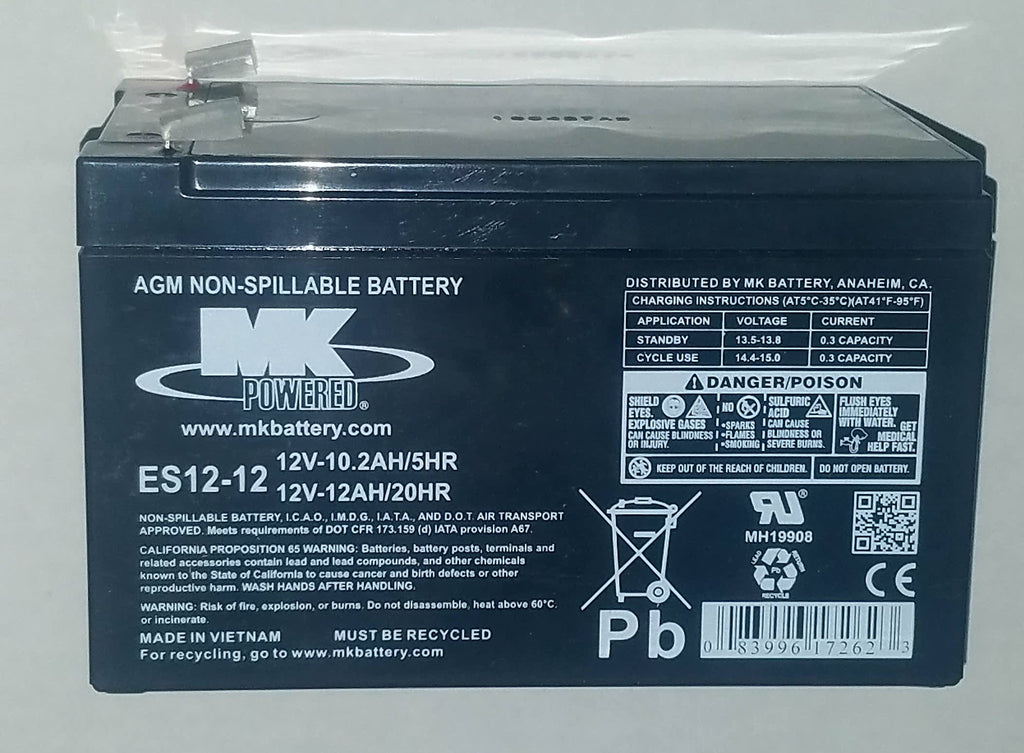 AGM NON-SPILLABLE BATTERY
MK
POWERED®
www.mkbattery.com
ES12-12
12V-10.2AH/5HR
12V-12AH/20HR
NON-SPILLABLE BATTERY, I.C.A.O., I.M.D.G., I.A.T.A., AND D.O.T. AIR TRANSPORT
APPROVED. Meets requirements of DOT CFR 173.159 (d) IATA provision A67.
CALIFORNIA PROPOSITION 65 WARNING: Batteries, battery posts, terminals and
related accessories contain lead and lead compounds, and other chemicals
known to the State of California to cause cancer and birth defects or other
reproductive harm. WASH HANDS AFTER HANDLING.
WARNING: Risk of fire, explosion, or burns. Do not disassemble, heat above 60°C.
or incinerate.
MADE IN VIETNAM MUST BE RECYCLED
For recycling, go to www.mkbattery.com
DISTRIBUTED BY MK BATTERY, ANAHEIM, CA.
CHARGING INSTRUCTIONS (AT5°C-35°C)(AT41°F-95°F)
APPLICATION VOLTAGE CURRENT
STANDBY 13.5-13.8 0.3 CAPACITY
CYCLE USE 14.4-15.0 0.3 CAPACITY
DANGER/POISON
SHIELD
EYES.
EXPLOSIVE GASES
CAN CAUSE BLINDNESS
OR INJURY.
NO
•SPARKS
•FLAMES
•SMOKING
SULFURIC
ACID
CAN CAUSE
BLINDNESS OR
SEVERE BURNS.
FLUSH EYES
IMMEDIATELY
WITH WATER.
GET
MEDICAL
HELP FAST.
KEEP OUT OF THE REACH OF CHILDREN. DO NOT OPEN BATTERY.
RU®
MH19908
LEAD
RETURN
Pb
RECYCLE
CE
Pb
0 83996 17262 3